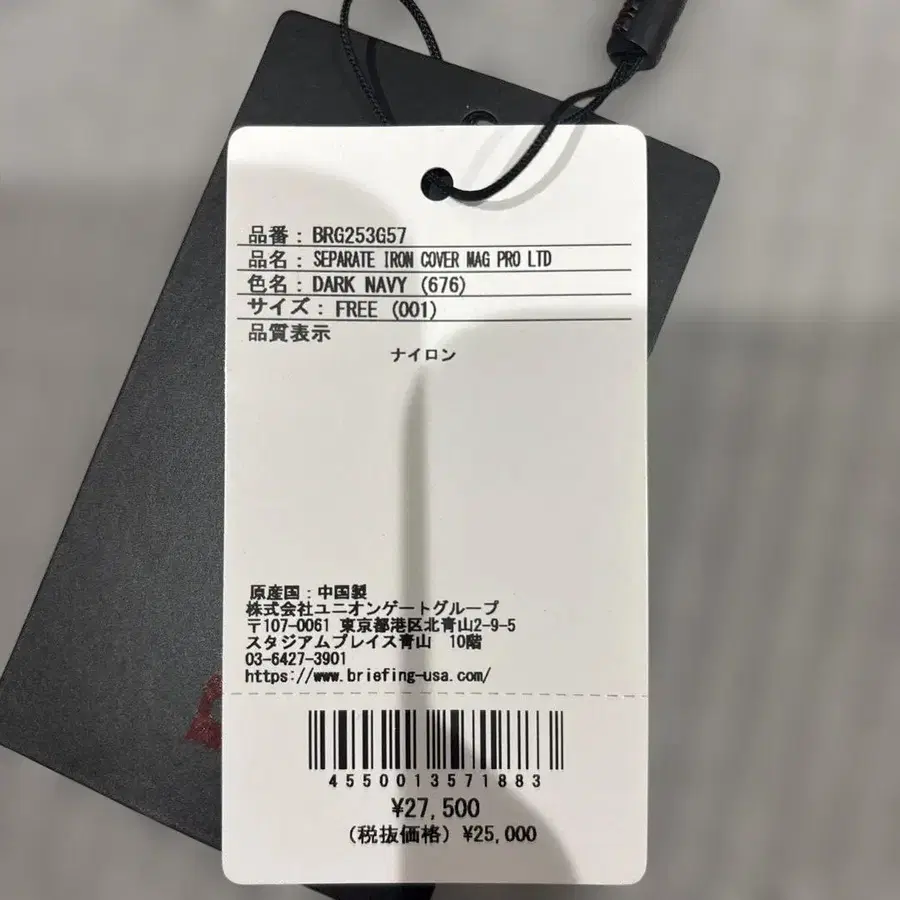 品番: BRG253G57
品名: SEPARATE IRON COVER MAG PRO LTD
色名: DARK NAVY (676)
サイズ: FREE (001)
品質表示
ナイロン
原産国:中国製
株式会社ユニオンゲートグループ
〒107-0061 東京都港区北青山2-9-5
スタジアムプレイス青山 10階
03-6427-3901
https://www.briefing-usa.com/
4550013571883
¥27,500
(税抜価格) ¥25,000